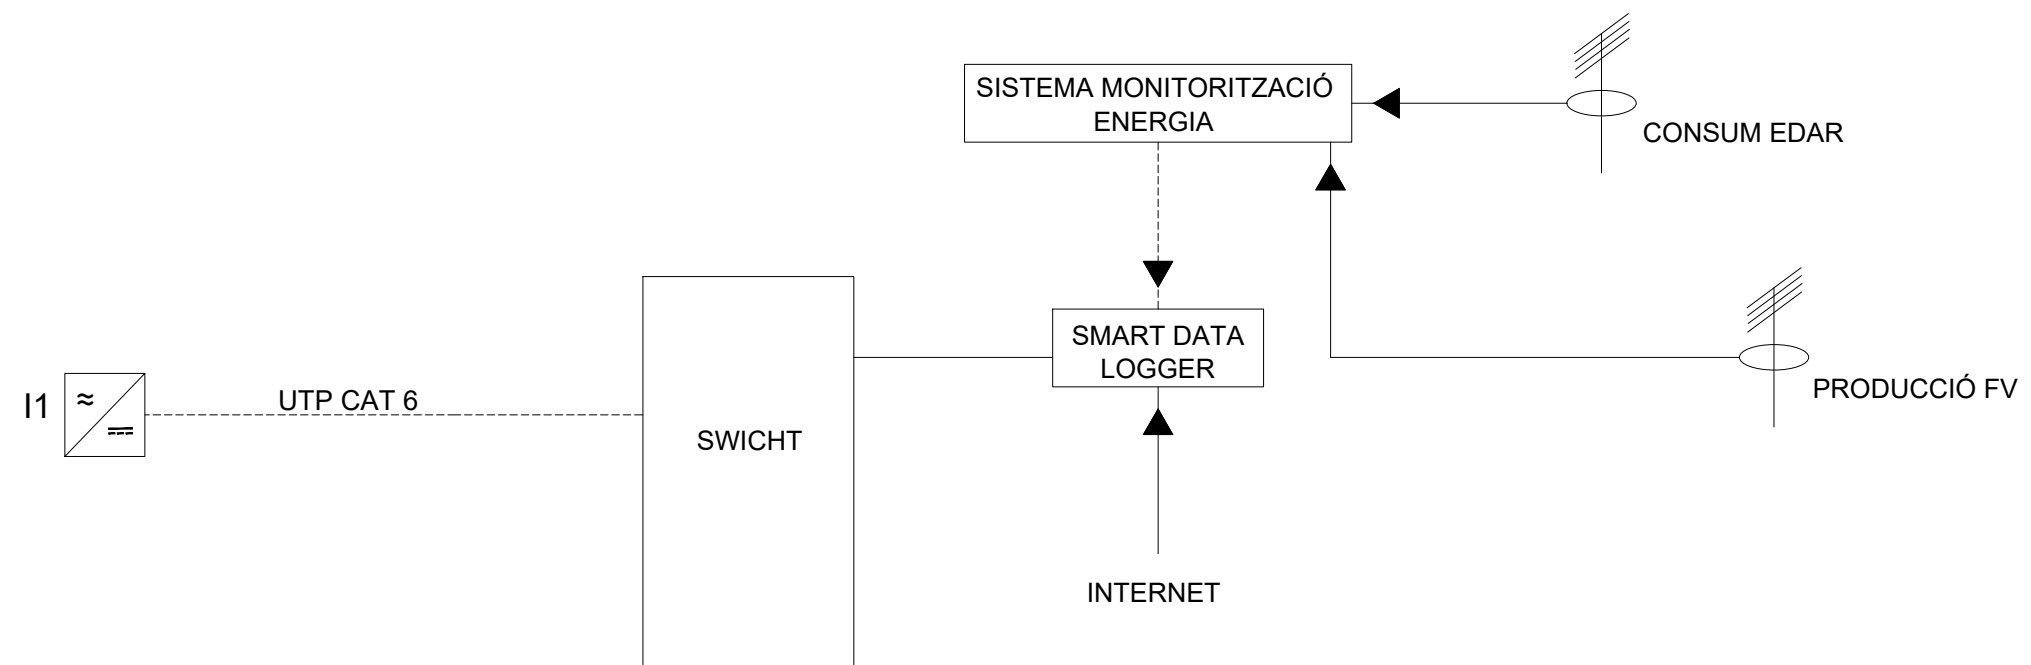 SISTEMA MONITORITZACIÓ
ENERGIA
CONSUM EDAR
SMART DATA
LOGGER
PRODUCCIÓ FV
I1
UTP CAT 6
SWICHT
INTERNET